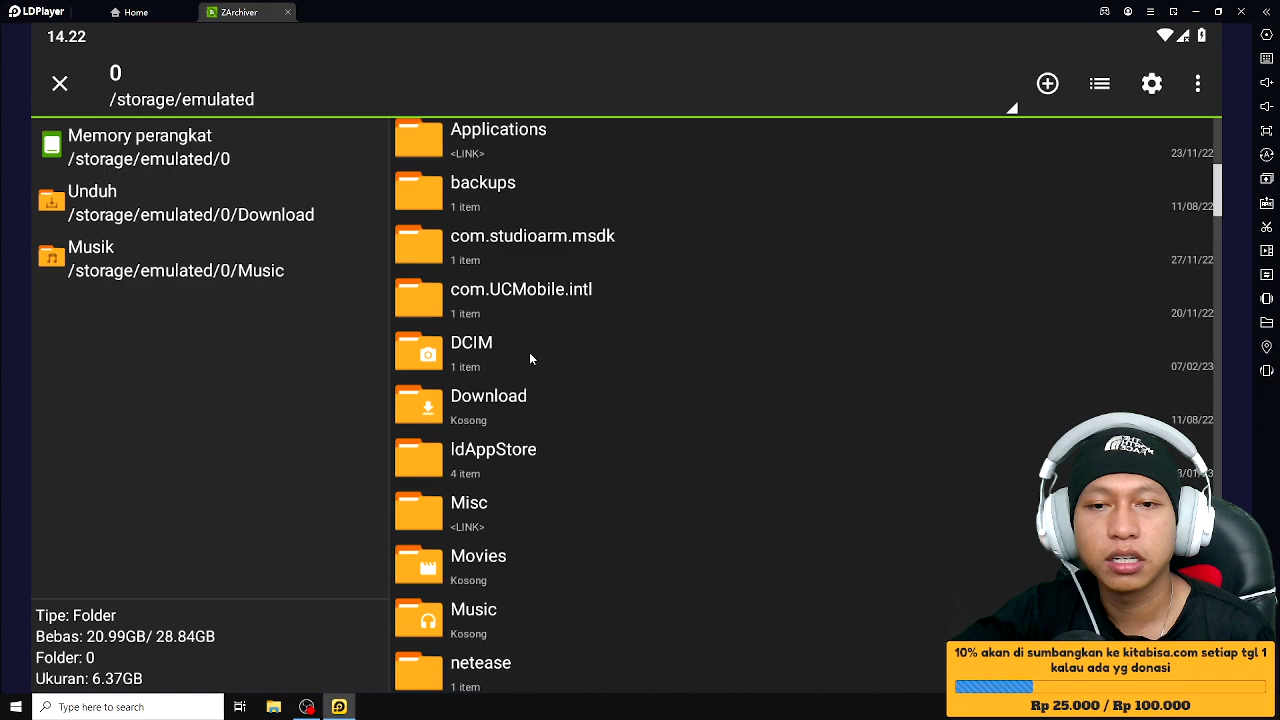 LDPlayer
Home
ZArchiver
14.22
0
/storage/emulated
Memory perangkat
/storage/emulated/0
Unduh
/storage/emulated/0/Download
Musik
/storage/emulated/0/Music
Applications
<LINK>
23/11/22
backups
1 item
11/08/22
com.studioarm.msdk
1 item
27/11/22
com.UCMobile.intl
1 item
20/11/22
DCIM
1 item
07/02/23
Download
Kosong
11/08/22
ldAppStore
4 item
Misc
<LINK>
Movies
Kosong
Music
Kosong
netease
1 item
Tipe: Folder
Bebas: 20.99GB/ 28.84GB
Folder: 0
Ukuran: 6.37GB
10% akan di sumbangkan ke kitabisa.com setiap tgl 1
kalau ada yg donasi
Rp 25.000 / Rp 100.000
Type here to search